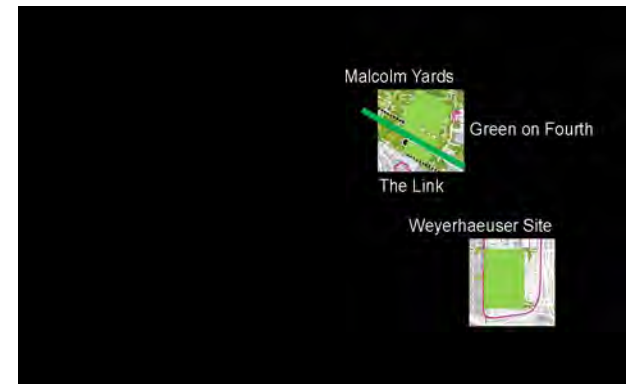 Malcolm Yards
Green on Fourth
The Link
Weyerhaeuser Site